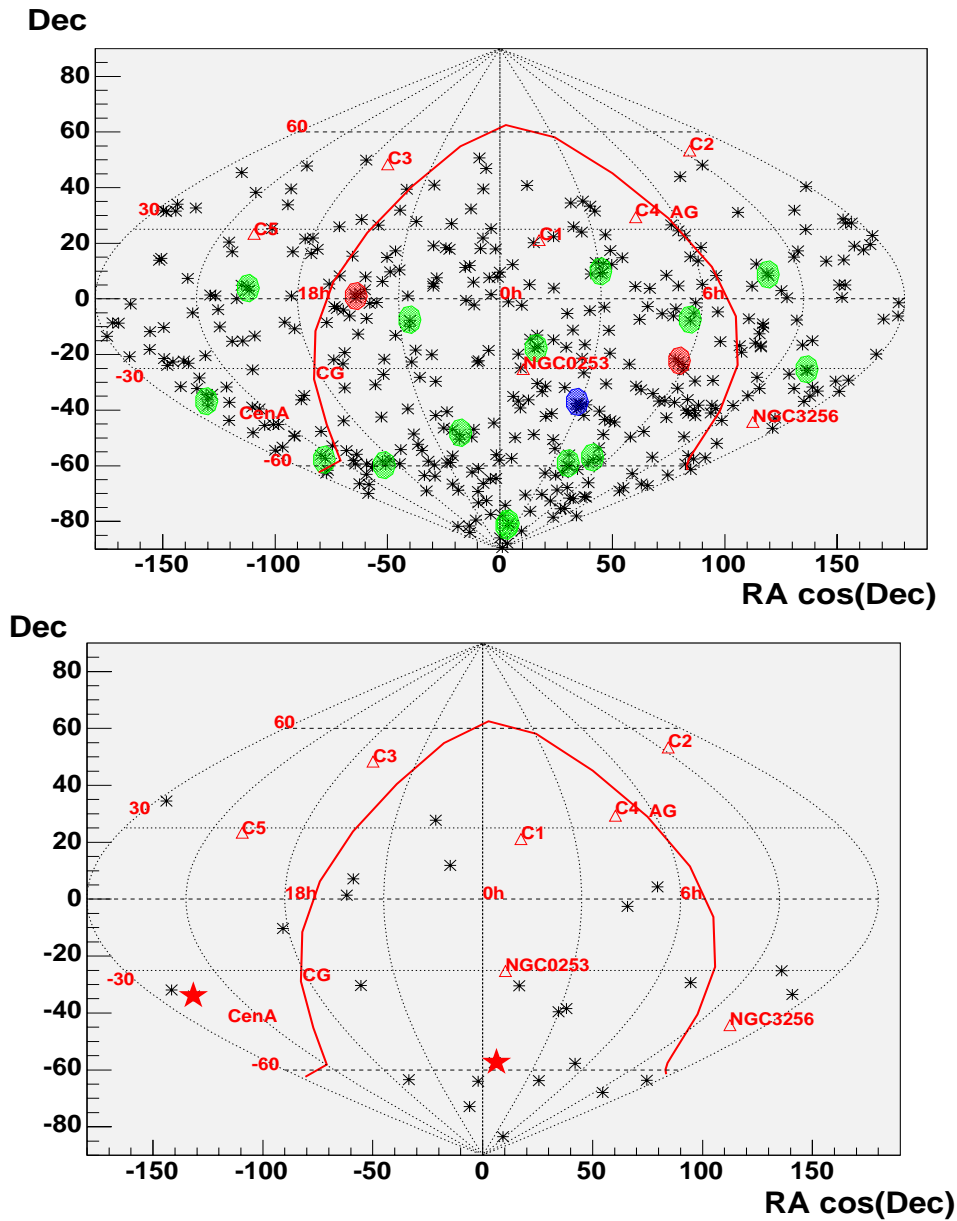 Dec
80
60
60
C2
C3
40
C4
AG
30
C5
20
C1
0
18h
0h
6h
-20
NGC0253
-30
CG
-40
CenA
NGC3256
-60
-60
-80
-150
-100
-50
0
50
100
150
RA cos(Dec)
Dec
80
60
60
C2
C3
40
C4
AG
30
C5
C1
20
0
18h
0h
6h
-20
NGC0253
-30
CG
-40
CenA
NGC3256
-60
-60
-80
-150
-100
-50
0
50
100
150
RA cos(Dec)